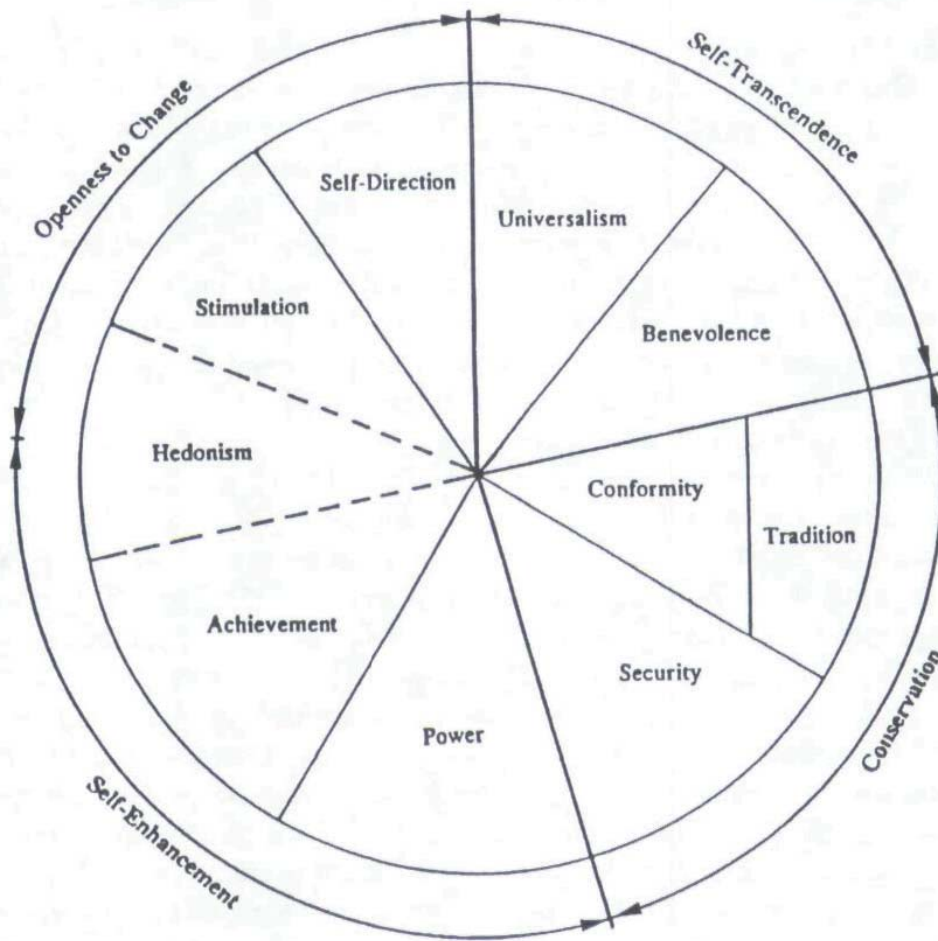 Openness to Change
Self-Transcendence
Self-Direction
Universalism
Stimulation
Benevolence
Hedonism
Conformity
Tradition
Achievement
Security
Power
Self-Enhancement
Conservation